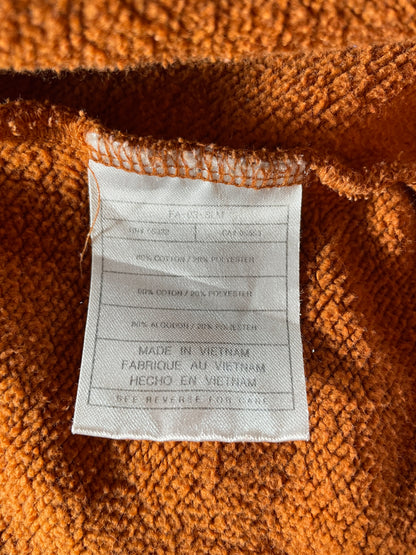 80% COTTON / 20% POLYESTER
80% COTON / 20% POLYESTER
80% ALGODON / 20% POLYESTER
MADE IN VIETNAM
FABRIQUE AU VIETNAM
HECHO EN VIETNAM
SEE REVERSE FOR CARE